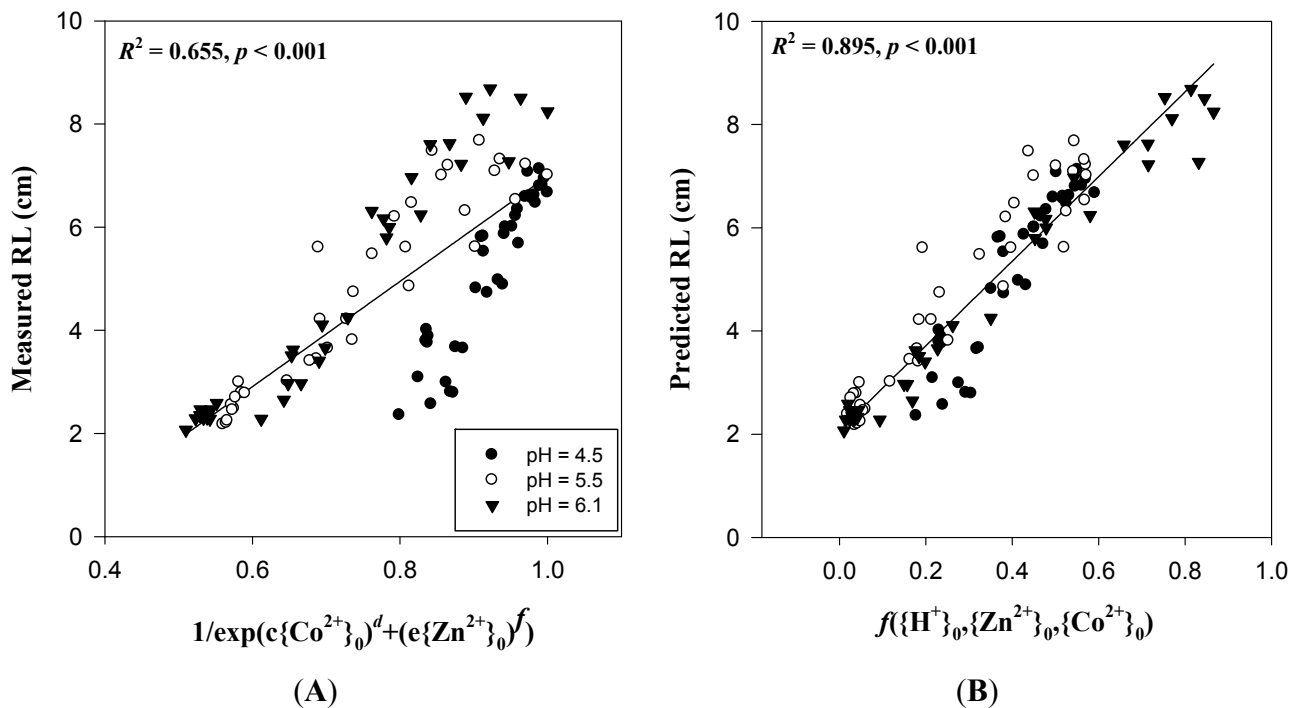 R² = 0.655, p < 0.001
Measured RL (cm)
10
8
6
4
2
0
0.4 0.6 0.8 1.0
pH = 4.5
pH = 5.5
pH = 6.1
1/exp(c{Co²⁺}₀)ᵈ+(e{Zn²⁺}₀)ᶠ)
(A)
R² = 0.895, p < 0.001
Predicted RL (cm)
10
8
6
4
2
0
0.0 0.2 0.4 0.6 0.8 1.0
f({H⁺}₀,{Zn²⁺}₀,{Co²⁺}₀)
(B)